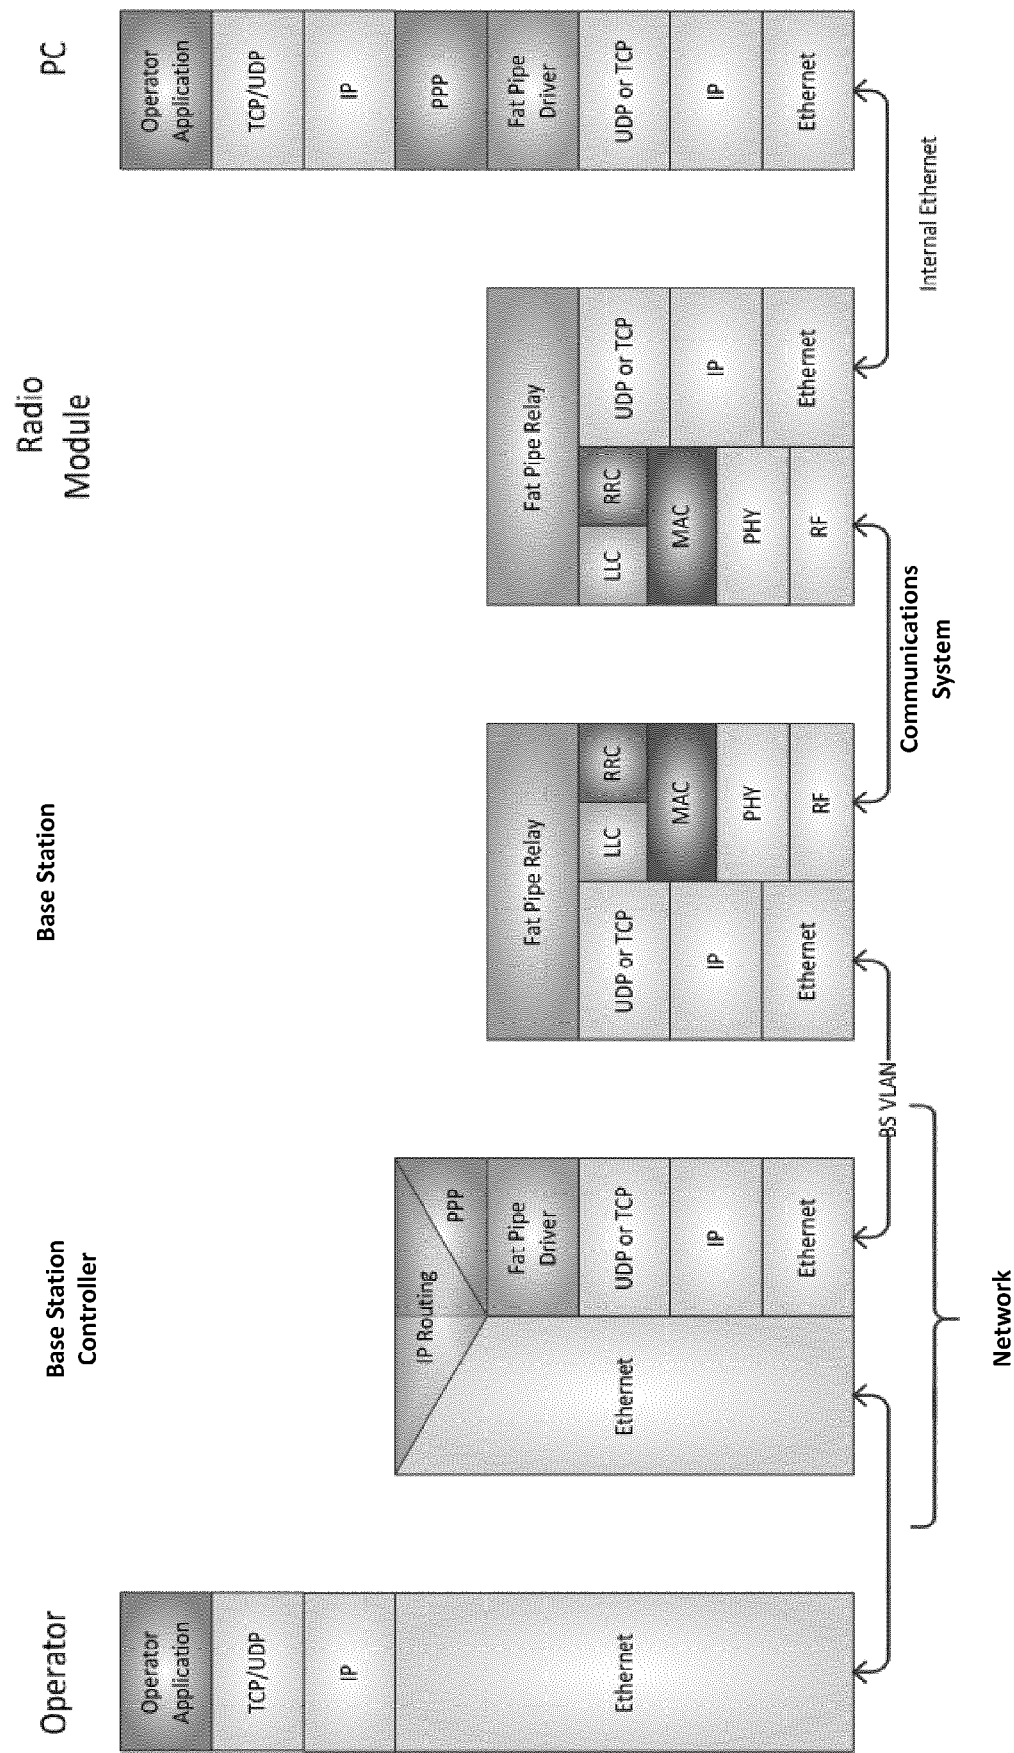 Operator
Operator
Application
TCP/UDP
IP
Ethernet
Base Station
Controller
IP Routing
PPP
Ethernet
Fat Pipe
Driver
UDP or TCP
IP
Ethernet
Base Station
Fat Pipe Relay
UDP or TCP
IP
Ethernet
LLC
RRC
MAC
PHY
RF
Radio
Module
Fat Pipe Relay
LLC
RRC
MAC
PHY
RF
UDP or TCP
IP
Ethernet
PC
Operator
Application
TCP/UDP
IP
PPP
Fat Pipe
Driver
UDP or TCP
IP
Ethernet
BS VLAN
Network
Communications
System
Internal Ethernet